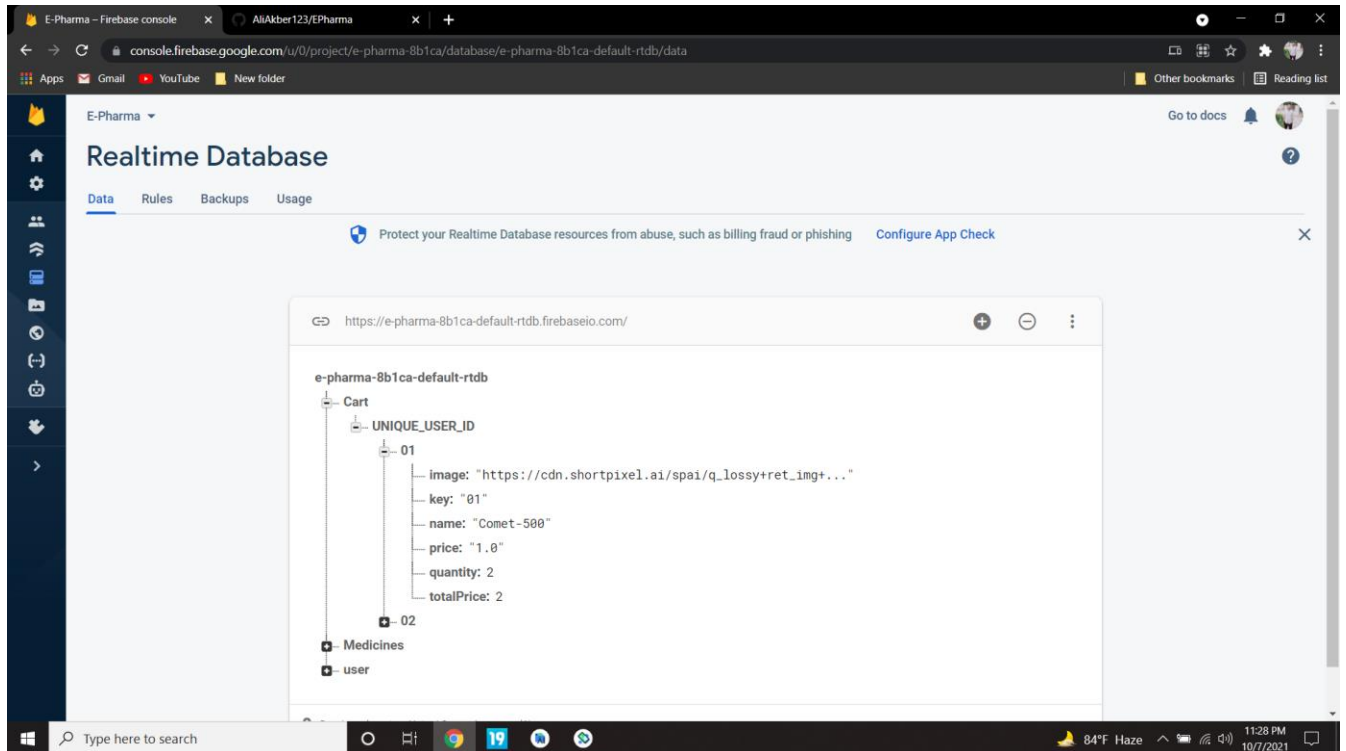 E-Pharma – Firebase console
AliAkber123/EPharma
console.firebase.google.com/u/0/project/e-pharma-8b1ca/database/e-pharma-8b1ca-default-rtdb/data
Apps Gmail YouTube New folder Other bookmarks Reading list
E-Pharma Go to docs
Realtime Database
Data Rules Backups Usage
Protect your Realtime Database resources from abuse, such as billing fraud or phishing Configure App Check
https://e-pharma-8b1ca-default-rtdb.firebaseio.com/
e-pharma-8b1ca-default-rtdb
Cart
UNIQUE_USER_ID
01
image: "https://cdn.shortpixel.ai/spai/q_lossy+ret_img+..."
key: "01"
name: "Comet-500"
price: "1.0"
quantity: 2
totalPrice: 2
02
Medicines
user
Type here to search
19
84°F Haze
11:28 PM
10/7/2021